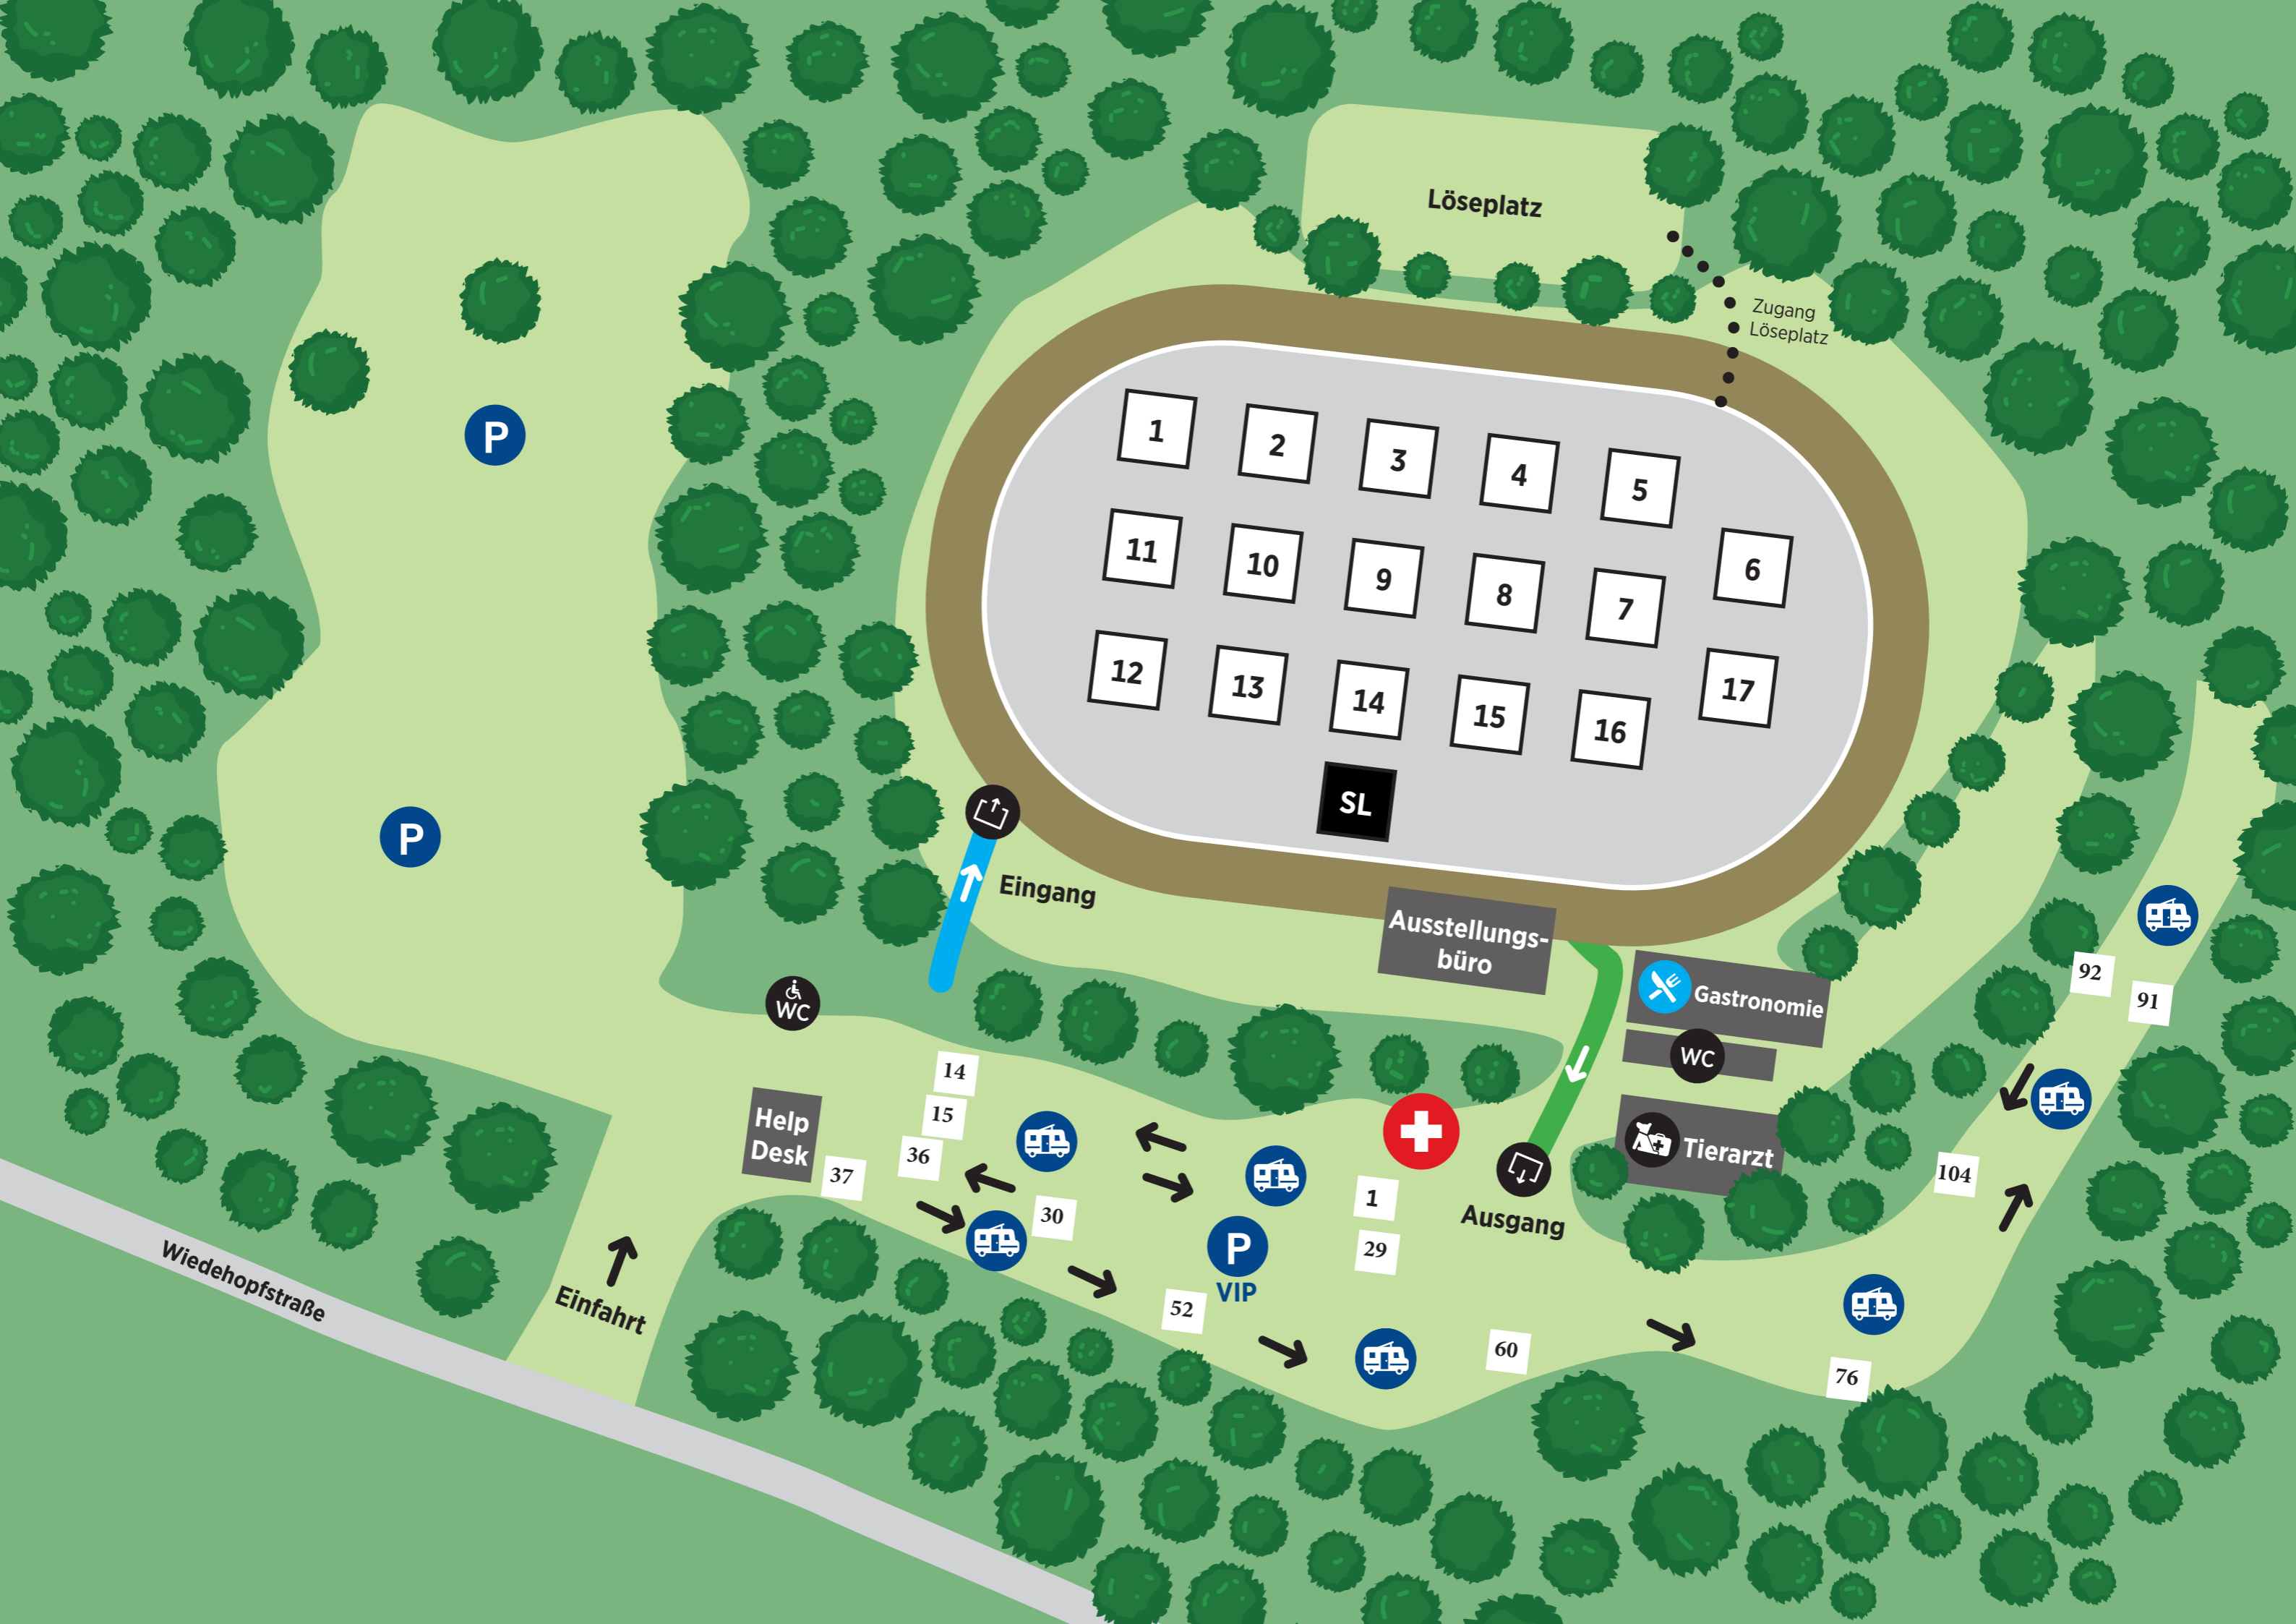 Löseplatz
Zugang
Löseplatz
P
1
2
3
4
5
11
10
9
8
7
6
12
13
14
15
16
17
SL
P
Eingang
Ausstellungs-
büro
Gastronomie
WC
Tierarzt
WC
Help
Desk
14
15
36
37
30
P
VIP
1
29
52
60
76
104
92
91
Ausgang
Einfahrt
Wiedehopfstraße